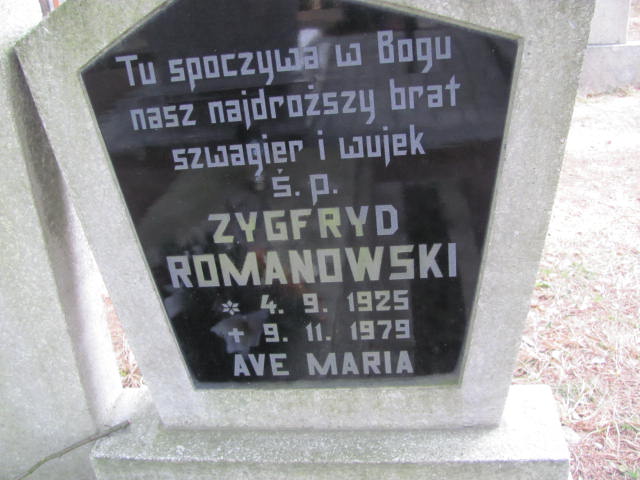 Tu spoczywa w Bogu
nasz najdroższy brat
szwagier i wujek
ś. p.
ZYGFRYD
ROMANOWSKI
* 4. 9. 1925
+ 9. 11. 1979
AVE MARIA